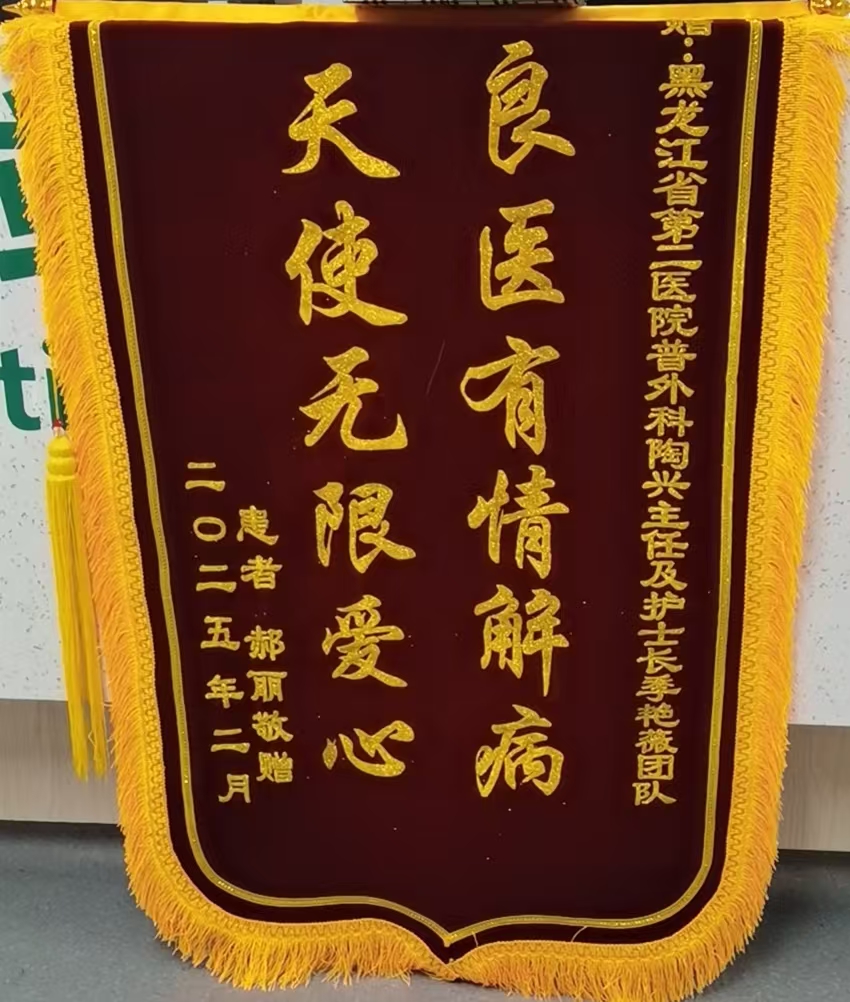 赠：黑龙江省第二医院普外科陶兴主任及护士长季艳薇团队
良医有情解病
天使无限爱心
患者 郝丽敬赠
二〇二五年二月